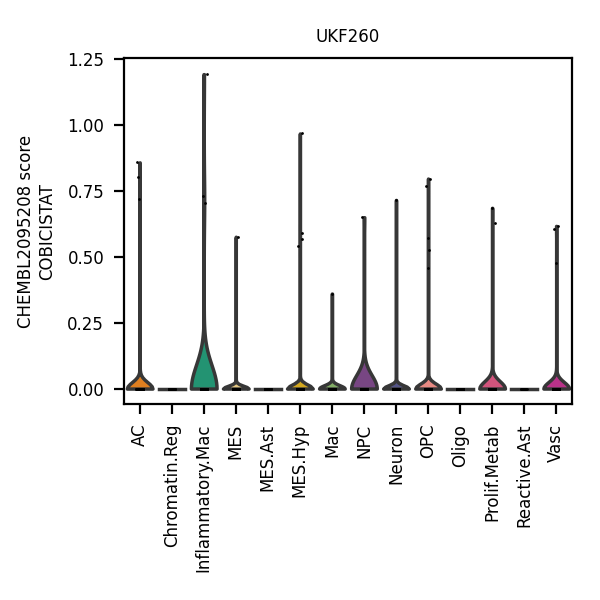 UKF260
CHEMBL2095208 score
COBICISTAT
1.25
1.00
0.75
0.50
0.25
0.00
AC
Chromatin.Reg
Inflammatory.Mac
MES
MES.Ast
MES.Hyp
Mac
NPC
Neuron
OPC
Oligo
Prolif.Metab
Reactive.Ast
Vasc